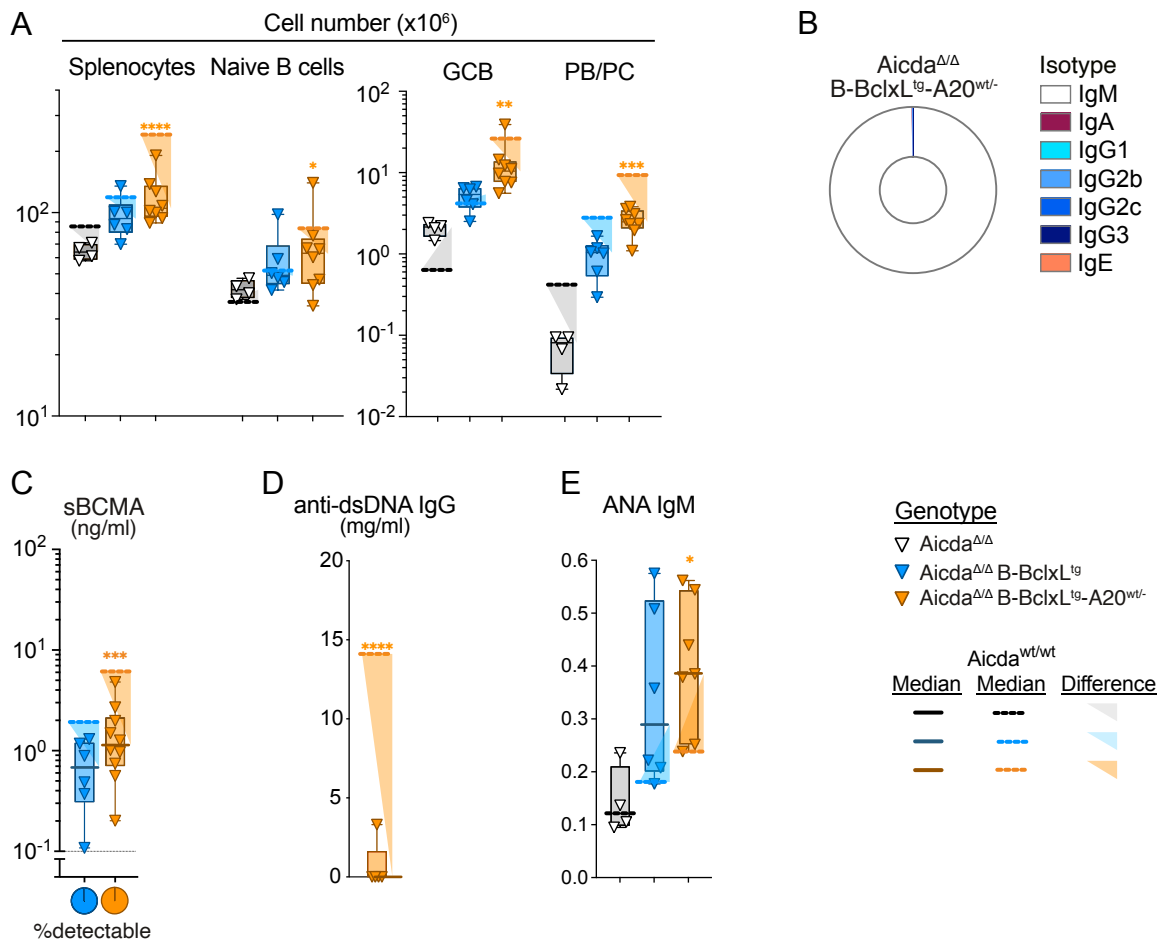 A
Cell number (x10⁶)
Splenocytes
Naive B cells
GCB
PB/PC
10²
10¹
****
*
10²
10¹
10⁰
10⁻¹
10⁻²
**
***
B
Aicda^Δ/Δ
B-BclxL^tg-A20^wt/-
Isotype
IgM
IgA
IgG1
IgG2b
IgG2c
IgG3
IgE
C
sBCMA
(ng/ml)
10²
10¹
10⁰
10⁻¹
***
%detectable
D
anti-dsDNA IgG
(mg/ml)
20
15
10
5
0
****
E
ANA IgM
0.6
0.5
0.4
0.3
0.2
0.1
0.0
*
Genotype
Aicda^Δ/Δ
Aicda^Δ/Δ B-BclxL^tg
Aicda^Δ/Δ B-BclxL^tg-A20^wt/-
Aicda^wt/wt
Median Median Difference